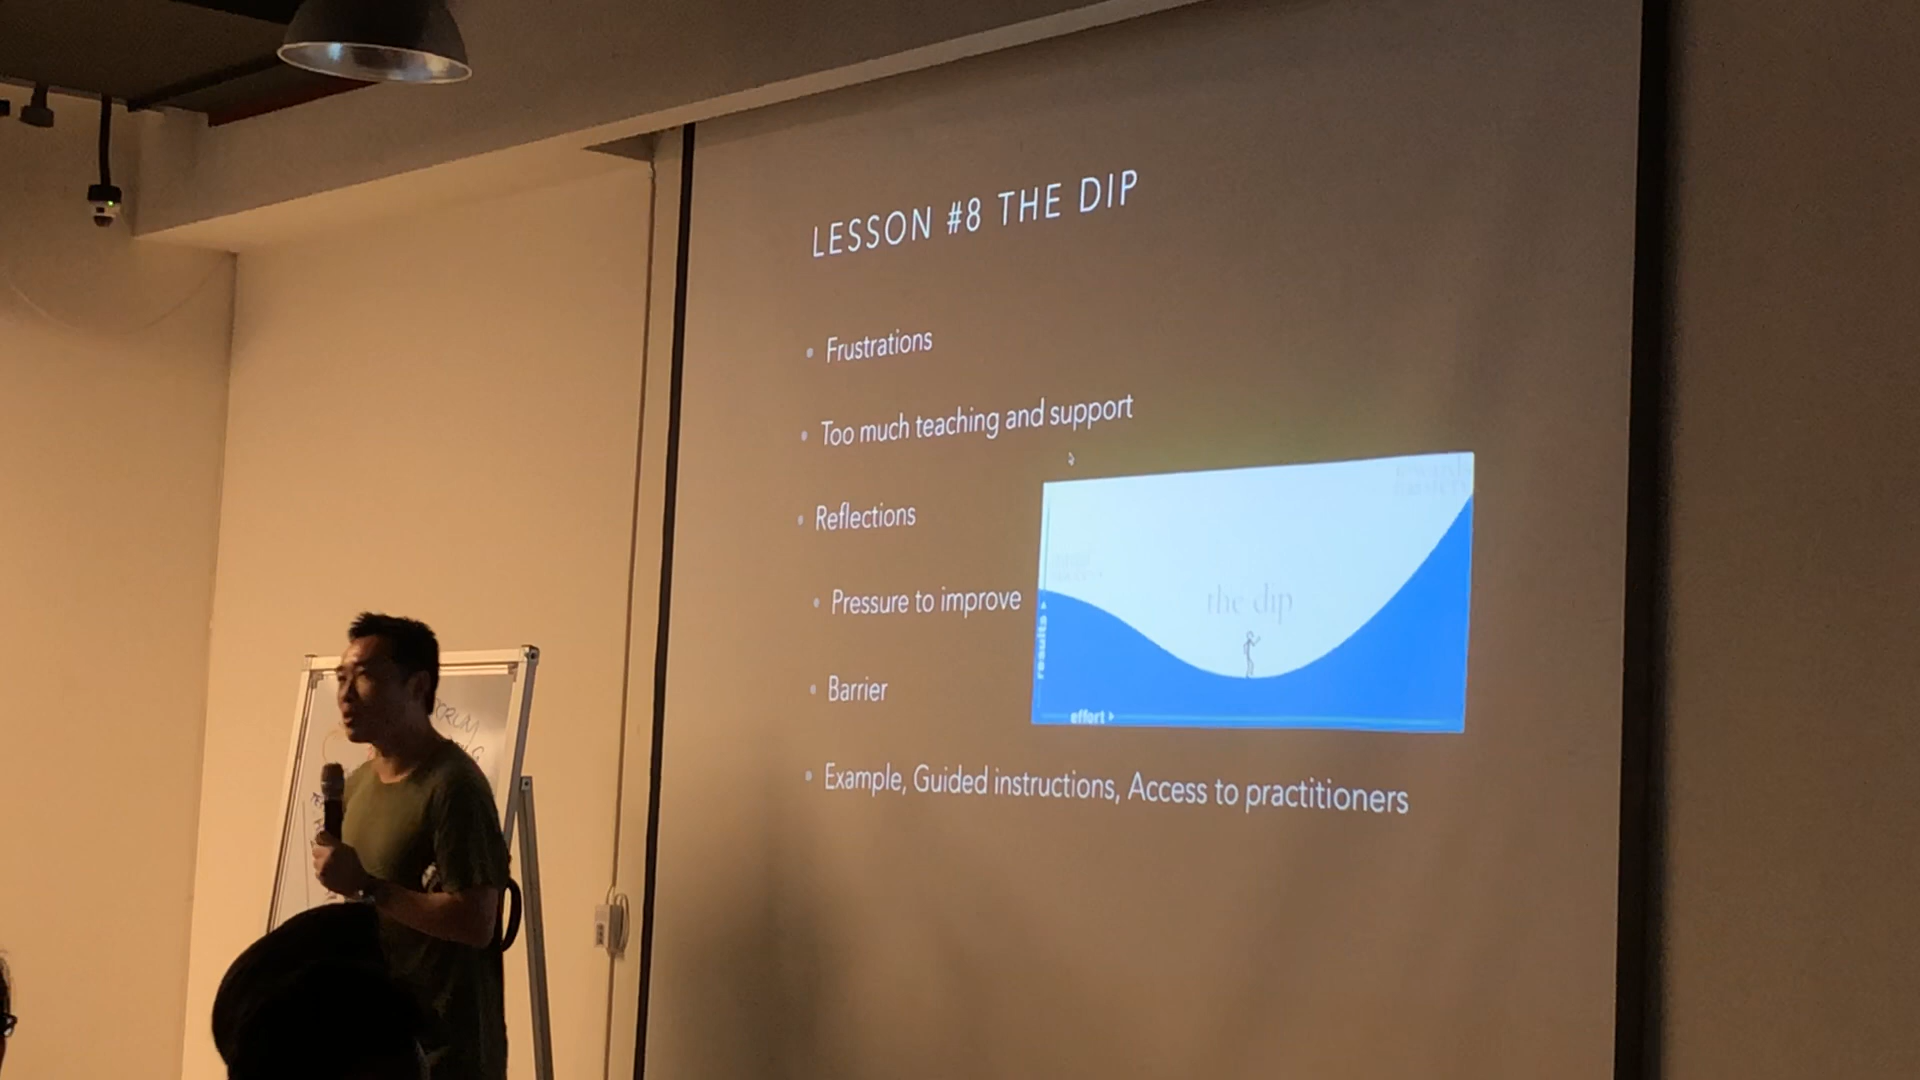 LESSON #8 THE DIP
• Frustrations
• Too much teaching and support
• Reflections
• Pressure to improve
• Barrier
• Example, Guided instructions, Access to practitioners
the dip
results
effort